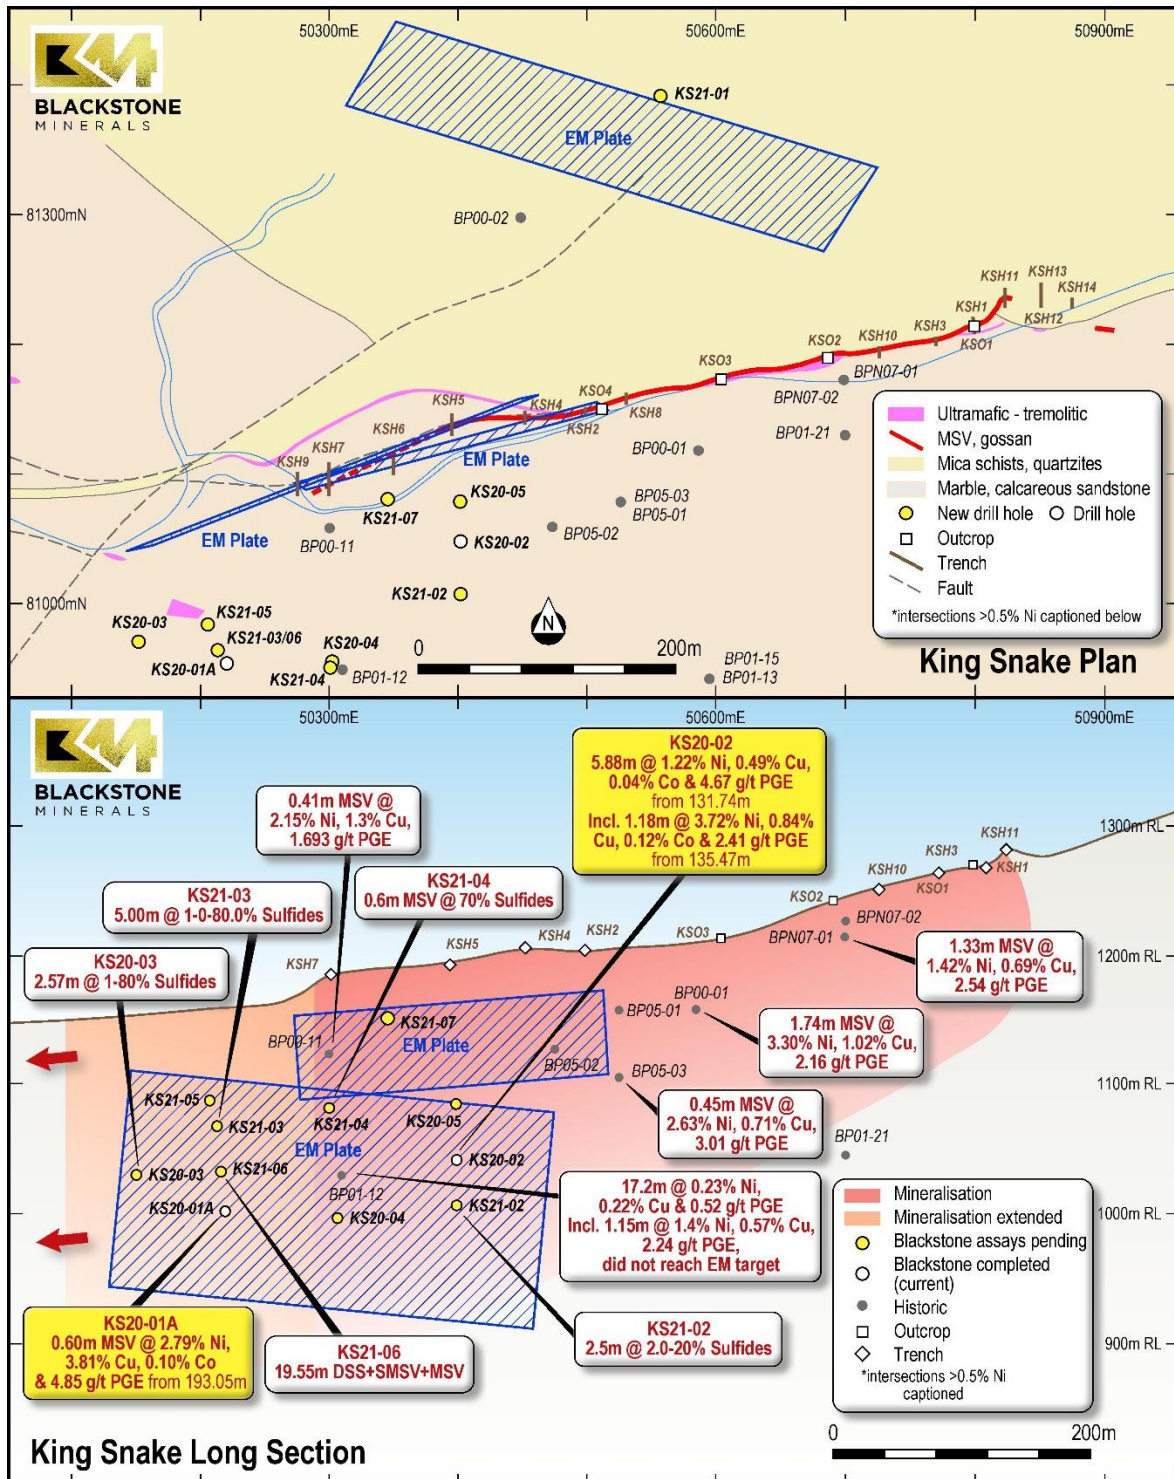 50300mE
50600mE
50900mE
BLACKSTONE
MINERALS
KS21-01
EM Plate
81300mN
BP00-02
KSH11
KSH13
KSH14
KSH1
KSH12
KSH3
KSO1
KSO2
KSH10
KSO3
BPN07-01
BPN07-02
KSO4
KSH5
KSH4
KSH8
KSH2
KSH6
BP01-21
KSH7
BP00-01
KSH9
EM Plate
KS20-05
BP05-03
KS21-07
BP05-01
EM Plate
BP00-11
KS20-02
BP05-02
KS21-02
81000mN
KS20-03
KS21-05
KS21-03/06
KS20-04
KS20-01A
KS21-04
BP01-12
BP01-15
BP01-13
N
0
200m
Ultramafic - tremolitic
MSV, gossan
Mica schists, quartzites
Marble, calcareous sandstone
New drill hole
Drill hole
Outcrop
Trench
Fault
*intersections >0.5% Ni captioned below
King Snake Plan
50300mE
50600mE
50900mE
BLACKSTONE
MINERALS
KS20-02
5.88m @ 1.22% Ni, 0.49% Cu,
0.04% Co & 4.67 g/t PGE
from 131.74m
Incl. 1.18m @ 3.72% Ni, 0.84%
Cu, 0.12% Co & 2.41 g/t PGE
from 135.47m
0.41m MSV @
2.15% Ni, 1.3% Cu,
1.693 g/t PGE
KS21-04
0.6m MSV @ 70% Sulfides
KS21-03
5.00m @ 1-0-80.0% Sulfides
KS20-03
2.57m @ 1-80% Sulfides
1300m RL
1200m RL
1100m RL
1000m RL
900m RL
KSH11
KSH3
KSH10
KSH1
KSO1
KSO2
KSO3
KSH2
KSH4
KSH5
KSH7
BPN07-02
BPN07-01
1.33m MSV @
1.42% Ni, 0.69% Cu,
2.54 g/t PGE
BP00-01
BP05-01
1.74m MSV @
3.30% Ni, 1.02% Cu,
2.16 g/t PGE
KS21-07
EM Plate
BP00-11
BP05-02
BP05-03
0.45m MSV @
2.63% Ni, 0.71% Cu,
3.01 g/t PGE
BP01-21
KS21-05
KS21-03
KS21-04
KS20-05
EM Plate
KS20-03
KS21-06
BP01-12
KS20-02
KS20-01A
KS20-04
KS21-02
17.2m @ 0.23% Ni,
0.22% Cu & 0.52 g/t PGE
Incl. 1.15m @ 1.4% Ni, 0.57% Cu,
2.24 g/t PGE,
did not reach EM target
KS20-01A
0.60m MSV @ 2.79% Ni,
3.81% Cu, 0.10% Co
& 4.85 g/t PGE from 193.05m
KS21-06
19.55m DSS+SMSV+MSV
KS21-02
2.5m @ 2.0-20% Sulfides
Mineralisation
Mineralisation extended
Blackstone assays pending
Blackstone completed
(current)
Historic
Outcrop
Trench
*intersections >0.5% Ni
captioned
0
200m
King Snake Long Section